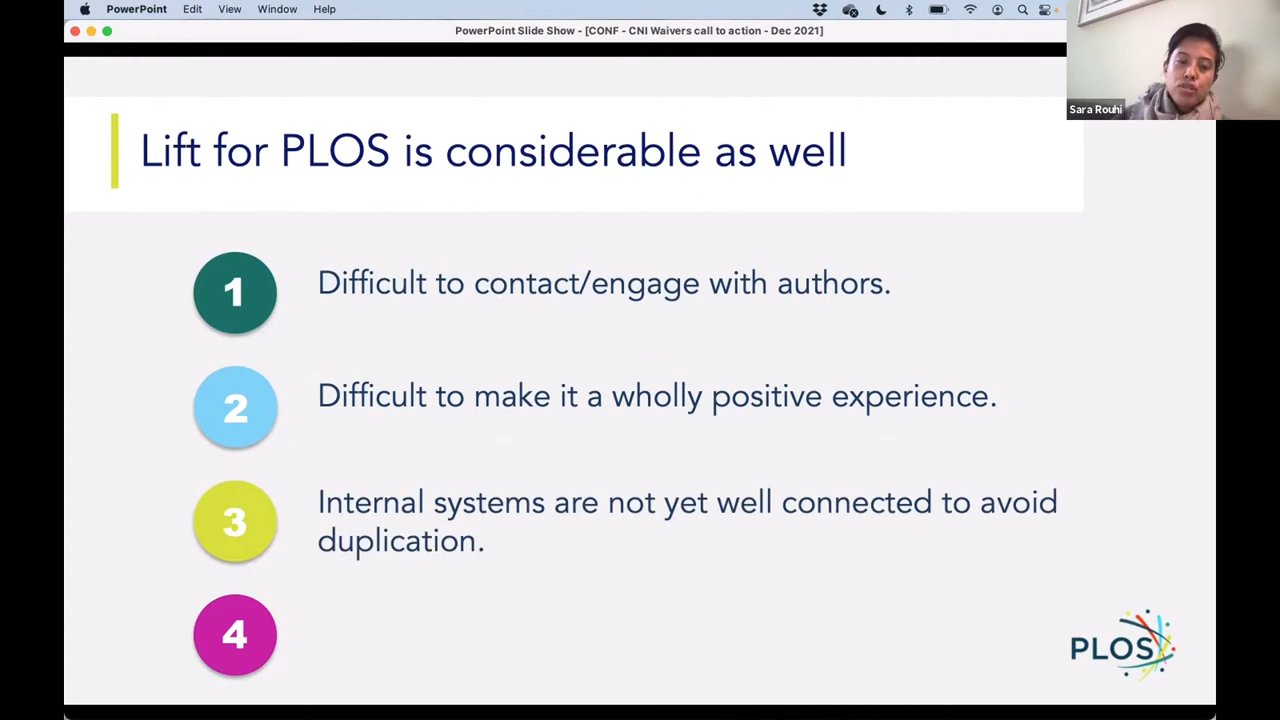 PowerPoint Edit View Window Help
PowerPoint Slide Show - [CONF - CNI Waivers call to action - Dec 2021]
Sara Rouhi
Lift for PLOS is considerable as well
1 Difficult to contact/engage with authors.
2 Difficult to make it a wholly positive experience.
3 Internal systems are not yet well connected to avoid
duplication.
4
PLOS